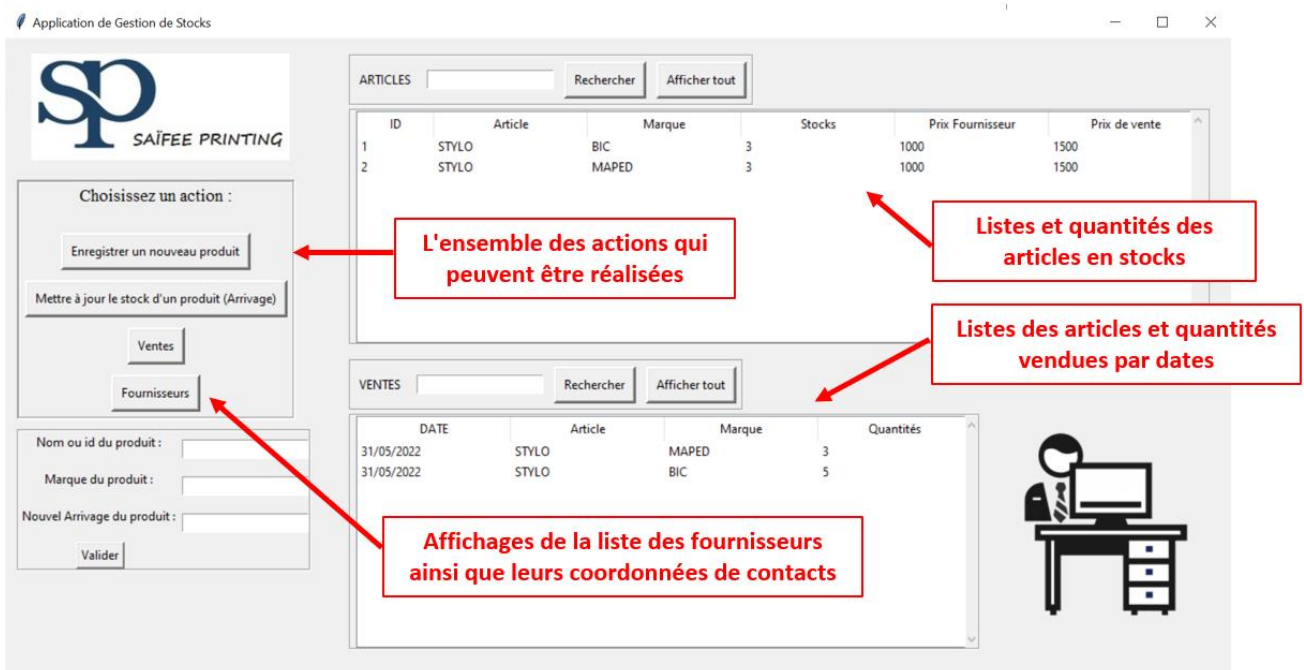 Application de Gestion de Stocks
sp
SAÏFEE PRINTING
ARTICLES Rechercher Afficher tout
ID Article Marque Stocks Prix Fournisseur Prix de vente
1 STYLO BIC 3 1000 1500
2 STYLO MAPED 3 1000 1500
Choisissez un action :
Enregistrer un nouveau produit
Mettre à jour le stock d'un produit (Arrivage)
Ventes
Fournisseurs
L'ensemble des actions qui
peuvent être réalisées
Listes et quantités des
articles en stocks
Listes des articles et quantités
vendues par dates
VENTES Rechercher Afficher tout
DATE Article Marque Quantités
31/05/2022 STYLO MAPED 3
31/05/2022 STYLO BIC 5
Nom ou id du produit :
Marque du produit :
Nouvel Arrivage du produit :
Valider
Affichages de la liste des fournisseurs
ainsi que leurs coordonnées de contacts